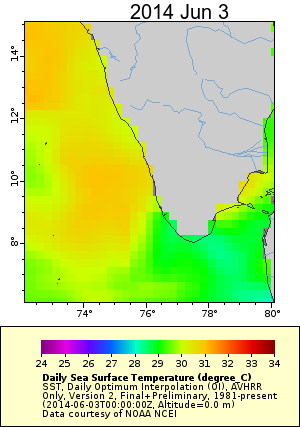 2014 Jun 3
14°
12°
10°
8°
74° 76° 78° 80°
24 25 26 27 28 29 30 31 32 33 34
Daily Sea Surface Temperature (degree_C)
SST, Daily Optimum Interpolation (OI), AVHRR
Only, Version 2, Final+Preliminary, 1981-present
(2014-06-03T00:00:00Z, Altitude=0.0 m)
Data courtesy of NOAA NCEI